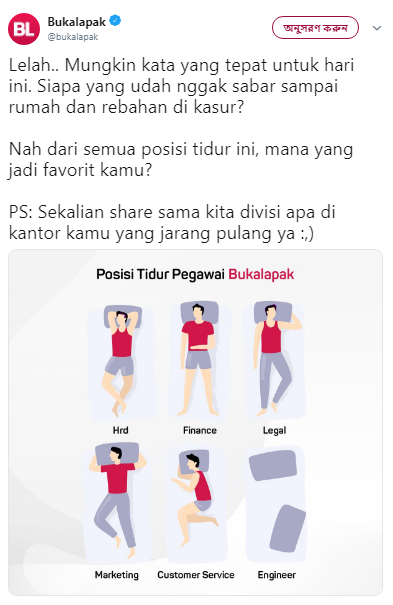 BL
Bukalapak
@bukalapak
অনুসরণ করুন
Lelah.. Mungkin kata yang tepat untuk hari
ini. Siapa yang udah nggak sabar sampai
rumah dan rebahan di kasur?
Nah dari semua posisi tidur ini, mana yang
jadi favorit kamu?
PS: Sekalian share sama kita divisi apa di
kantor kamu yang jarang pulang ya :,)
Posisi Tidur Pegawai Bukalapak
Hrd Finance Legal
Marketing Customer Service Engineer